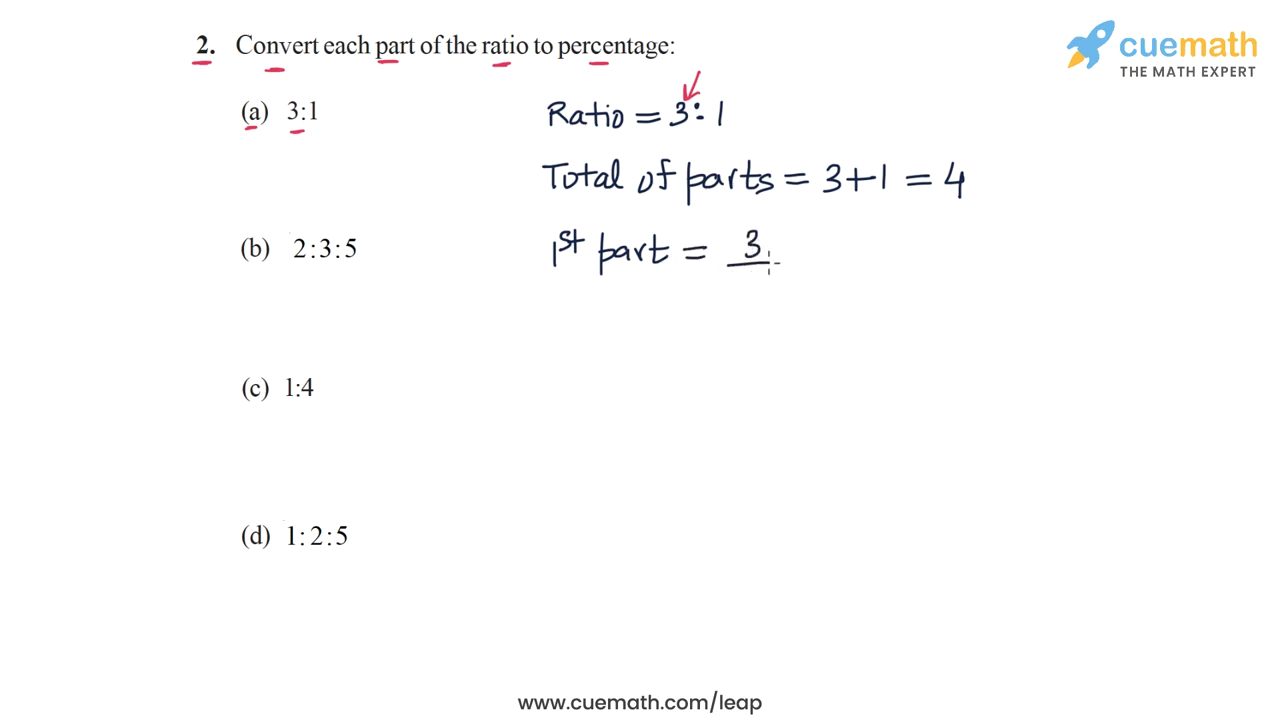 2. Convert each part of the ratio to percentage:
cuemath
THE MATH EXPERT
(a) 3:1
Ratio = 3:1
Total of parts = 3+1 = 4
(b) 2:3:5
1st part = 3
(c) 1:4
(d) 1:2:5
www.cuemath.com/leap